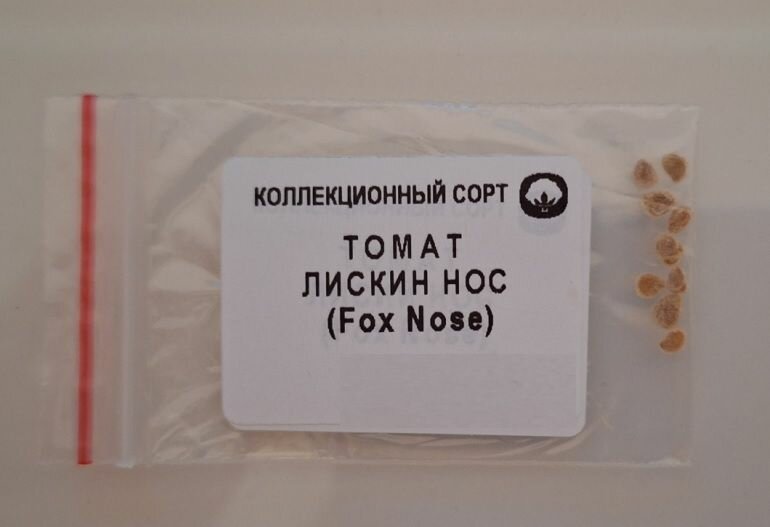 КОЛЛЕКЦИОННЫЙ СОРТ
ТОМАТ
ЛИСКИН НОС
(Fox Nose)